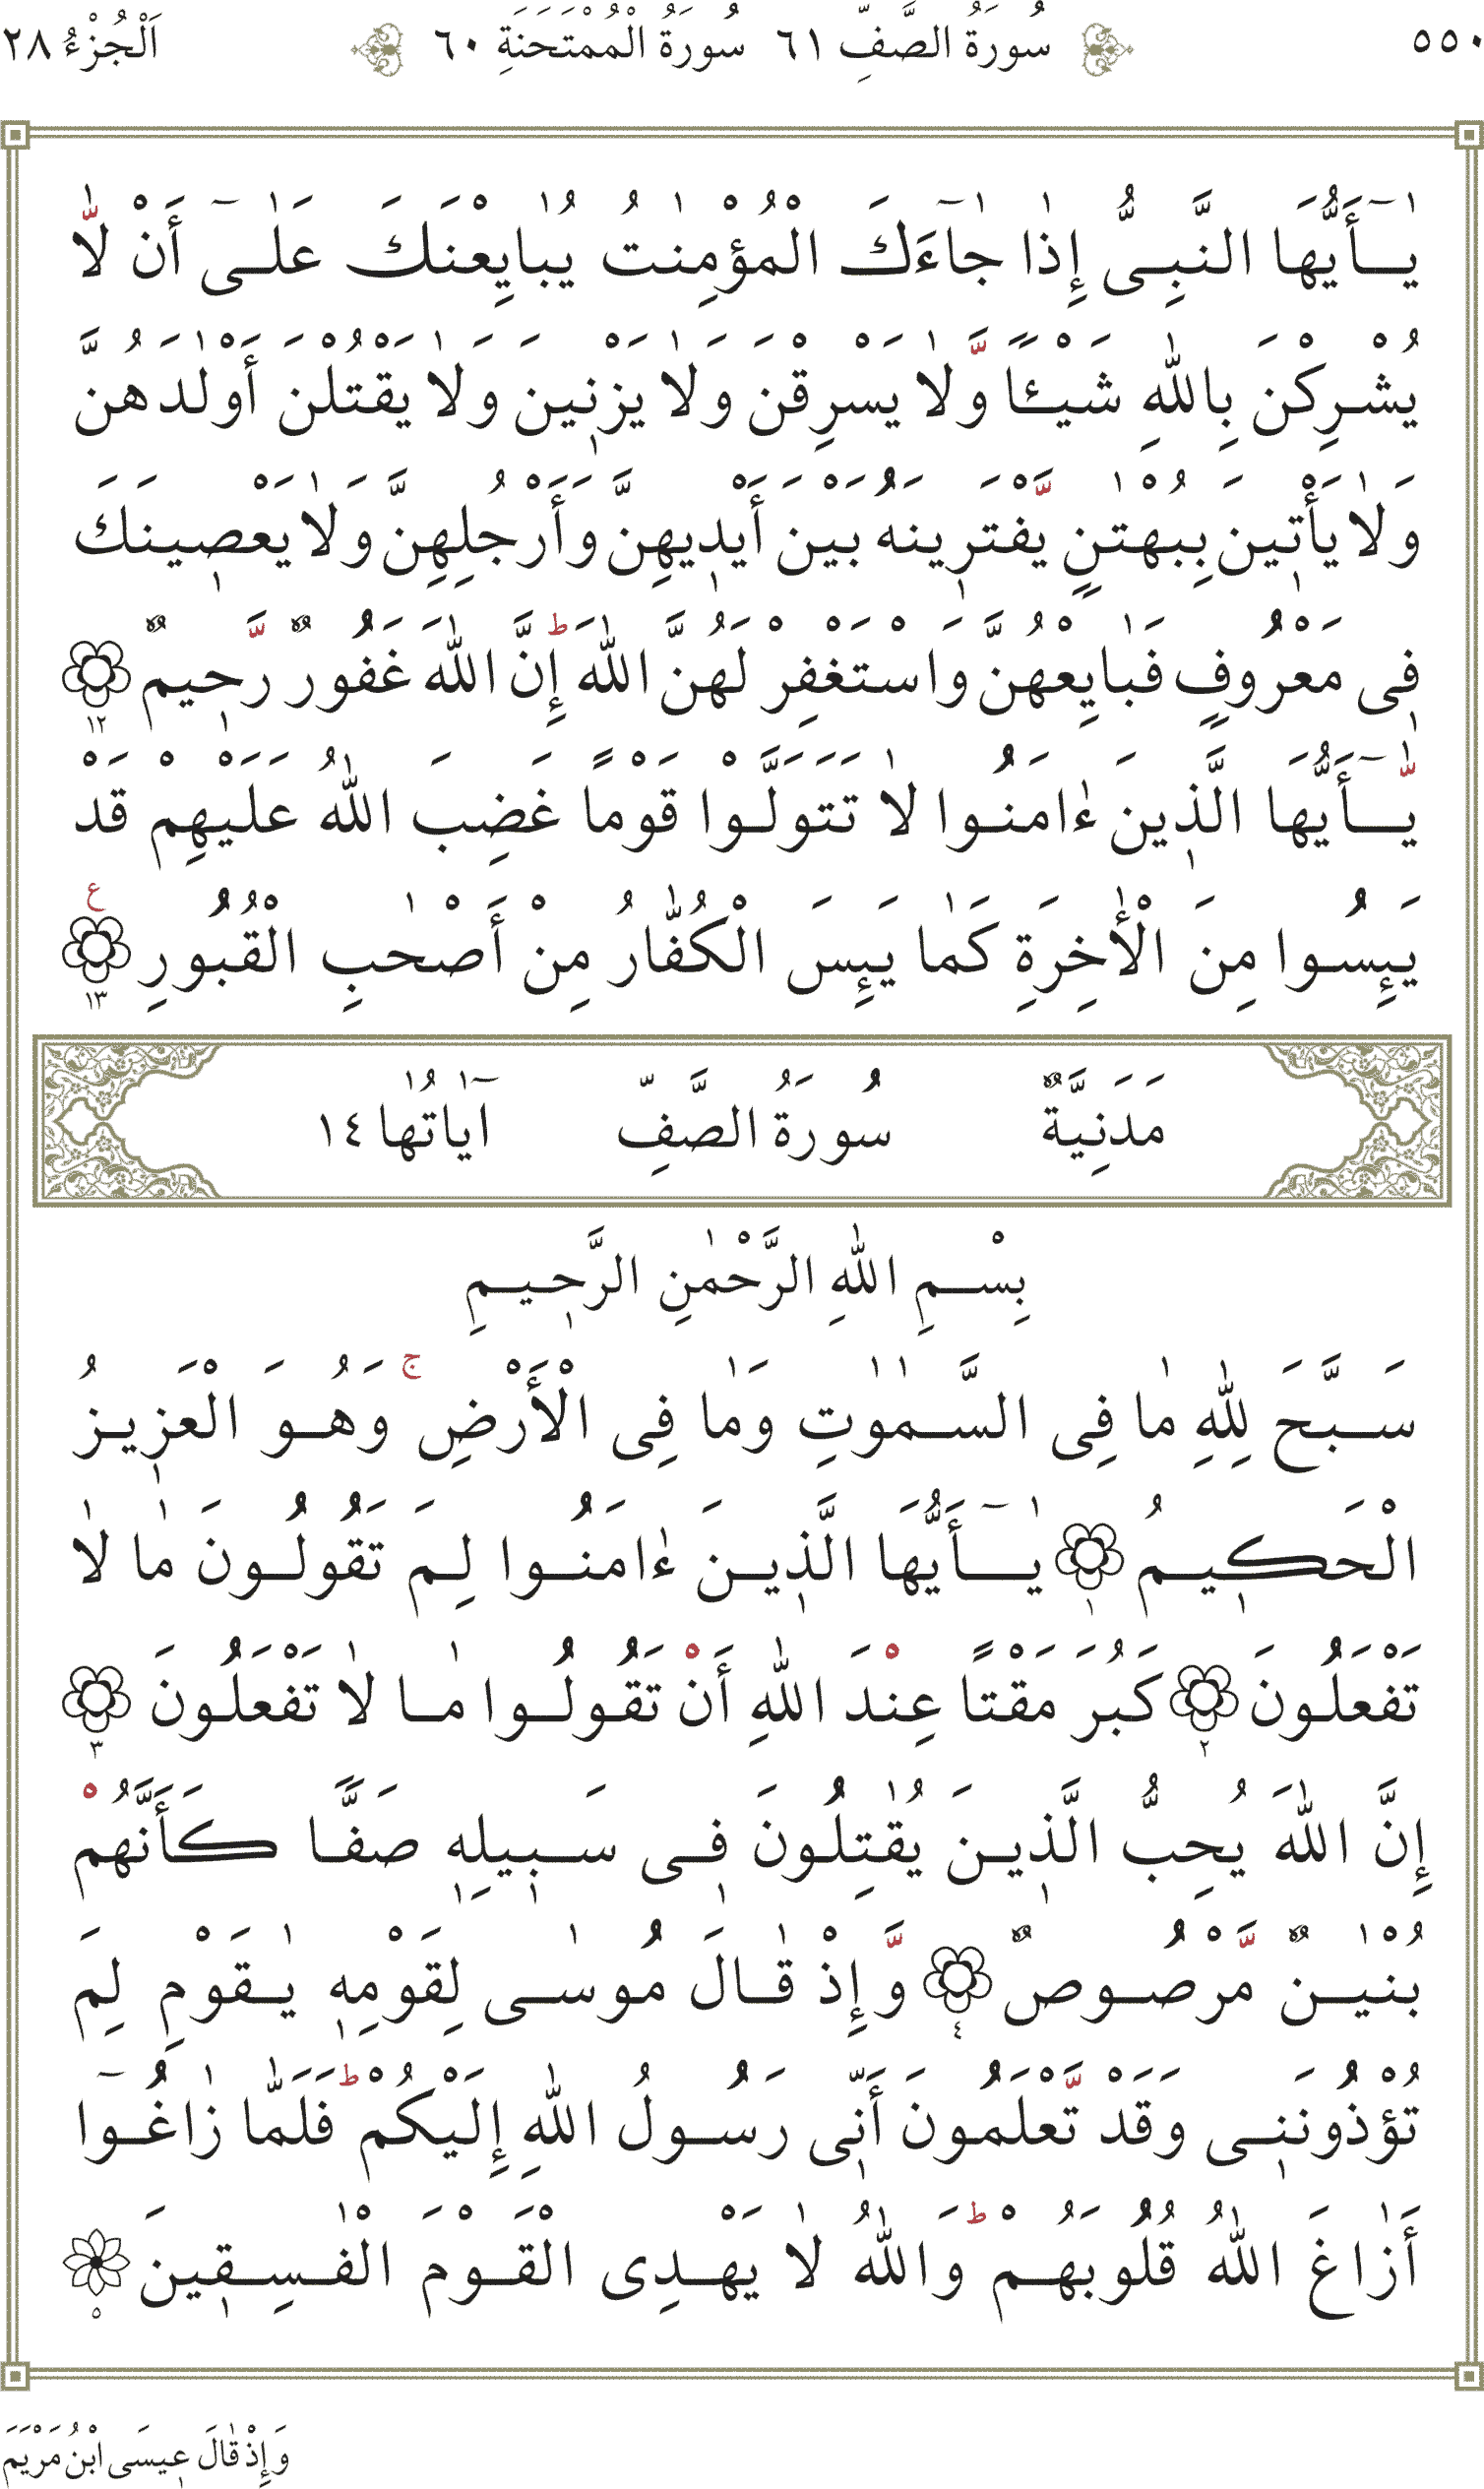 ٥٥٠ سُورَةُ الصَّفِّ ٦١ سُورَةُ الْمُمْتَحَنَةِ ٦٠ اَلْجُزْءُ ٢٨
يٰٓأَيُّهَا النَّبِىُّ إِذٰا جٰٓاءَكَ الْمُؤْمِنٰتُ يُبٰايِعْنَكَ عَلٰىٓ أَنْ لّٰا
يُشْرِكْنَ بِاللّٰهِ شَيْـًٔا وَّلٰا يَسْرِقْنَ وَلٰا يَزْنٖينَ وَلٰا يَقْتُلْنَ أَوْلٰدَهُنَّ
وَلٰا يَأْتٖينَ بِبُهْتٰنٍ يَّفْتَرٖينَهُ بَيْنَ أَيْدٖيهِنَّ وَأَرْجُلِهِنَّ وَلٰا يَعْصٖينَكَ
فٖى مَعْرُوفٍ فَبٰايِعْهُنَّ وَاسْتَغْفِرْ لَهُنَّ اللّٰهَ ۗ إِنَّ اللّٰهَ غَفُورٌ رَّحٖيمٌ ١٢
يّٰٓأَيُّهَا الَّذٖينَ ءٰامَنُوا لٰا تَتَوَلَّوْا قَوْمًا غَضِبَ اللّٰهُ عَلَيْهِمْ قَدْ
يَئِسُوا مِنَ الْأٰخِرَةِ كَمٰا يَئِسَ الْكُفّٰارُ مِنْ أَصْحٰبِ الْقُبُورِ ع ١٣
مَدَنِيَّةٌ سُورَةُ الصَّفِّ آيٰاتُهٰا ١٤
بِسْمِ اللّٰهِ الرَّحْمٰنِ الرَّحٖيمِ
سَبَّحَ لِلّٰهِ مٰا فِى السَّمٰوٰتِ وَمٰا فِى الْأَرْضِ ۚ وَهُوَ الْعَزٖيزُ
الْحَكٖيمُ ١ يٰٓأَيُّهَا الَّذٖينَ ءٰامَنُوا لِمَ تَقُولُونَ مٰا لٰا
تَفْعَلُونَ ٢ كَبُرَ مَقْتًا عِنْدَ اللّٰهِ أَنْ تَقُولُوا مٰا لٰا تَفْعَلُونَ ٣
إِنَّ اللّٰهَ يُحِبُّ الَّذٖينَ يُقٰتِلُونَ فٖى سَبٖيلِهٖ صَفًّا كَأَنَّهُمْ
بُنْيٰنٌ مَّرْصُوصٌ ٤ وَّإِذْ قٰالَ مُوسٰى لِقَوْمِهٖ يٰقَوْمِ لِمَ
تُؤْذُونَنٖى وَقَدْ تَّعْلَمُونَ أَنّٖى رَسُولُ اللّٰهِ إِلَيْكُمْ ۗ فَلَمّٰا زٰاغُوٓا
أَزٰاغَ اللّٰهُ قُلُوبَهُمْ ۗ وَاللّٰهُ لٰا يَهْدِى الْقَوْمَ الْفٰسِقٖينَ ٥
وَإِذْ قٰالَ عٖيسَى ابْنُ مَرْيَمَ